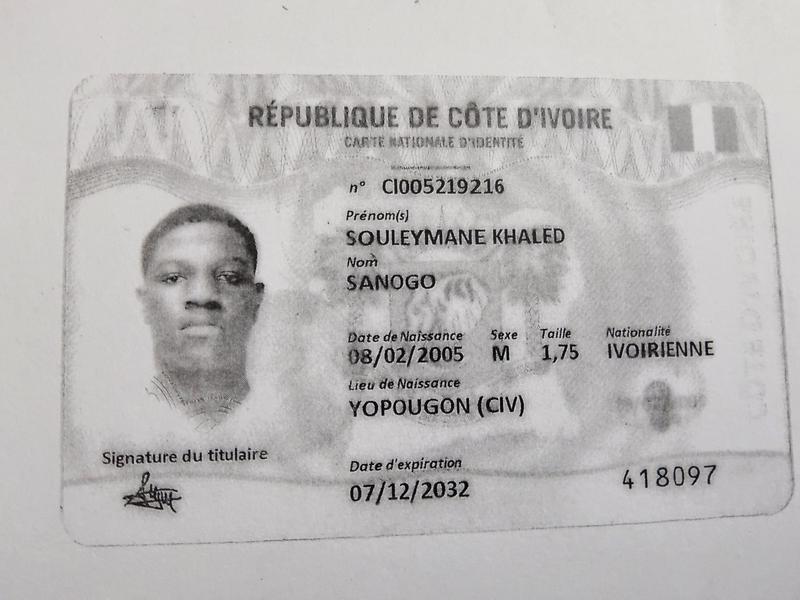 RÉPUBLIQUE DE CÔTE D'IVOIRE
CARTE NATIONALE D'IDENTITÉ
n° CI005219216
Prénom(s)
SOULEYMANE KHALED
Nom
SANOGO
Date de Naissance Sexe Taille Nationalité
08/02/2005 M 1,75 IVOIRIENNE
Lieu de Naissance
YOPOUGON (CIV)
Signature du titulaire
Date d'expiration
07/12/2032
418097